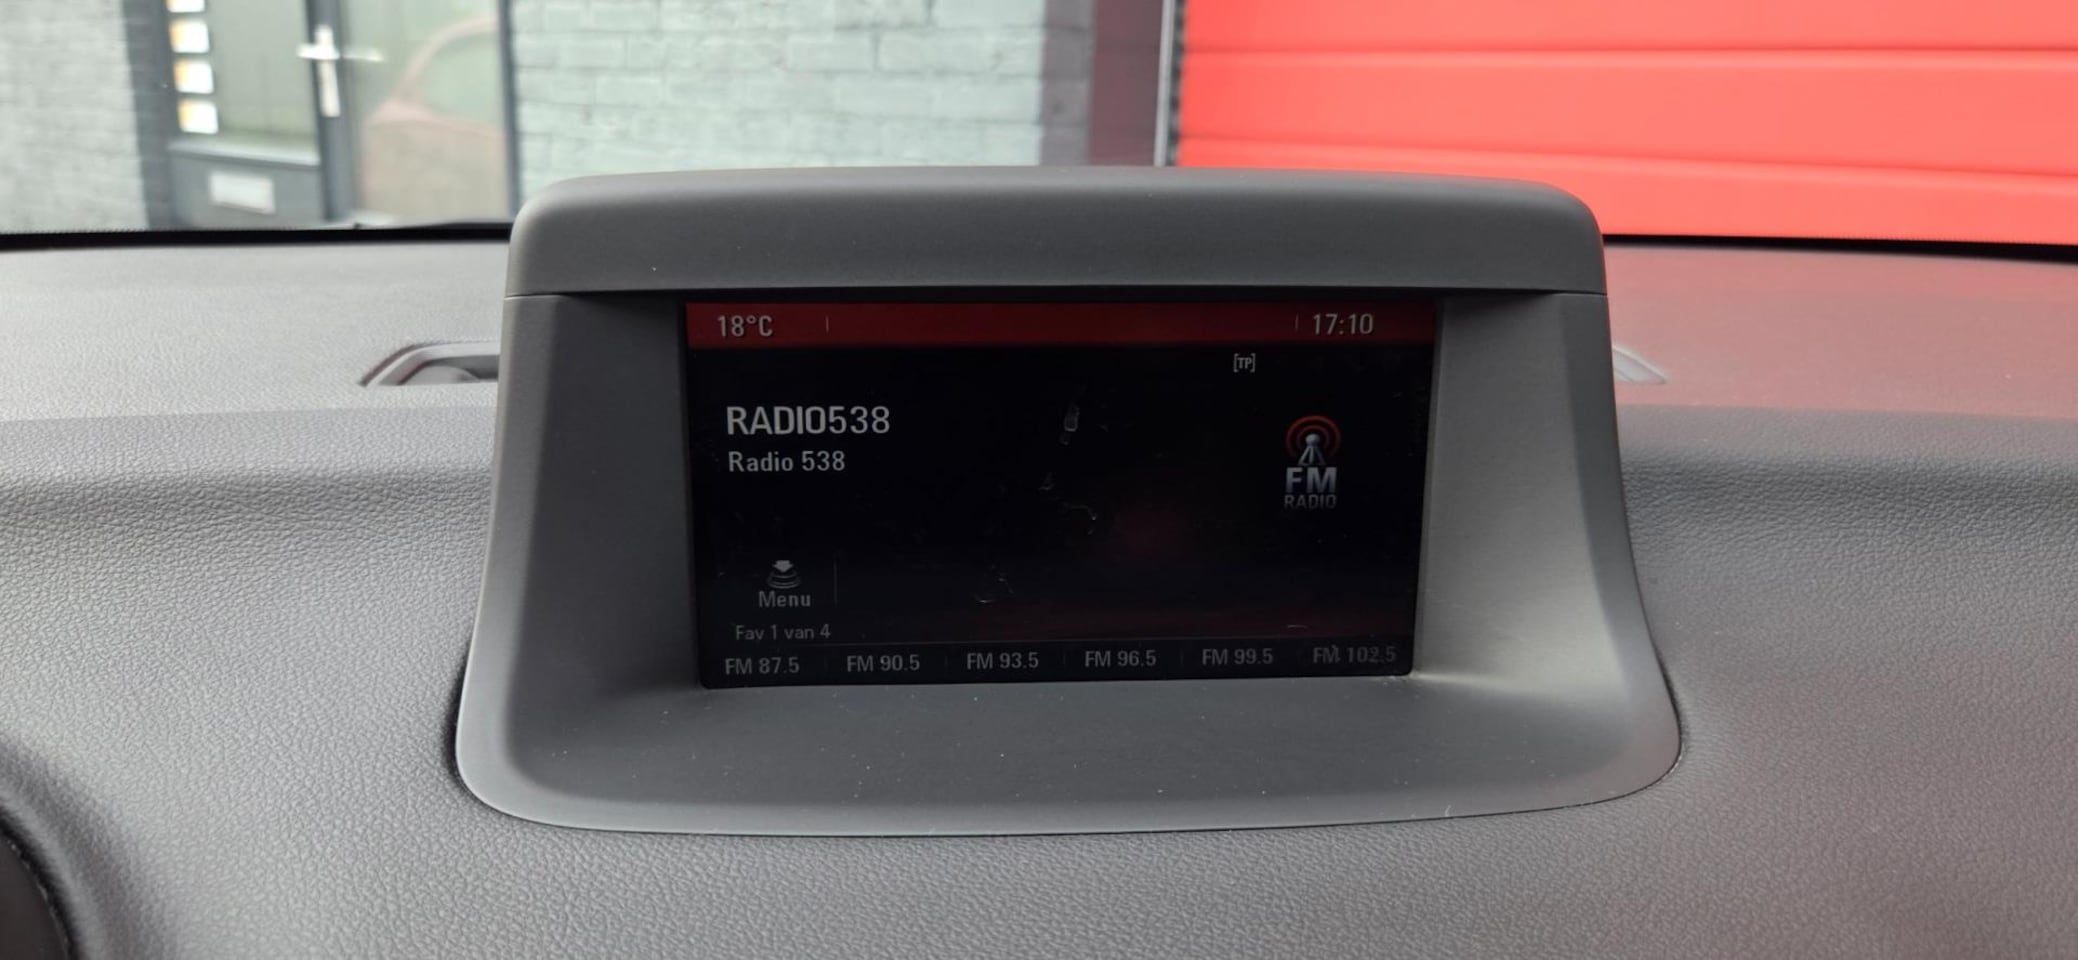 18°C 17:10
[TP]
RADIO538
Radio 538
FM
RADIO
Menu
Fav 1 van 4
FM 87.5 FM 90.5 FM 93.5 FM 96.5 FM 99.5 FM 102.5